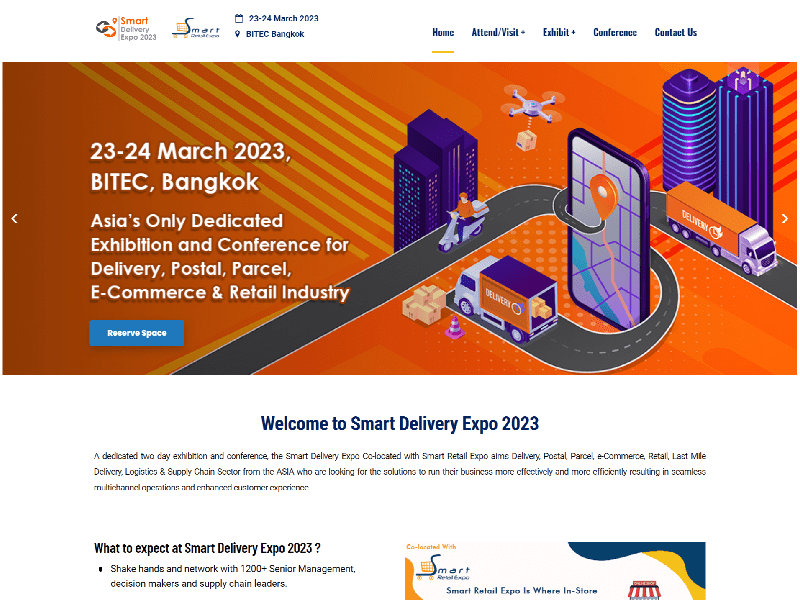 Smart
Delivery
Expo 2023
Smart
Retail Expo
23-24 March 2023
BITEC Bangkok
Home
Attend/Visit +
Exhibit +
Conference
Contact Us
23-24 March 2023,
BITEC, Bangkok
Asia's Only Dedicated
Exhibition and Conference for
Delivery, Postal, Parcel,
E-Commerce & Retail Industry
Reserve Space
DELIVERY
DELIVERY
Welcome to Smart Delivery Expo 2023
A dedicated two day exhibition and conference, the Smart Delivery Expo Co-located with Smart Retail Expo aims Delivery, Postal, Parcel, e-Commerce, Retail, Last Mile
Delivery, Logistics & Supply Chain Sector from the ASIA who are looking for the solutions to run their business more effectively and more efficiently resulting in seamless
multichannel operations and enhanced customer experience
What to expect at Smart Delivery Expo 2023 ?
Shake hands and network with 1200+ Senior Management,
decision makers and supply chain leaders.
Co-located With
Smart
Retail Expo
Smart Retail Expo Is Where In-Store